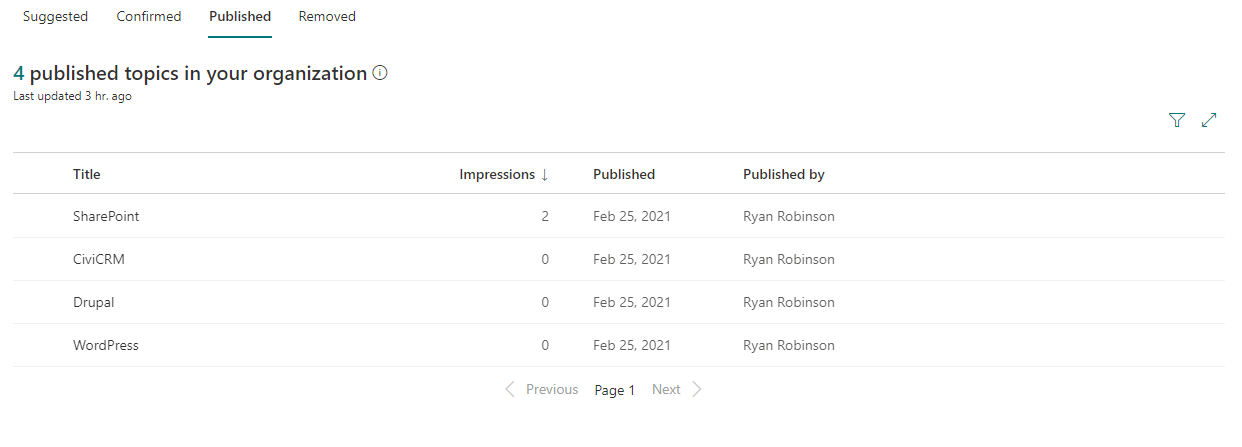 Suggested Confirmed Published Removed
4 published topics in your organization
Last updated 3 hr. ago
Title Impressions ↓ Published Published by
SharePoint 2 Feb 25, 2021 Ryan Robinson
CiviCRM 0 Feb 25, 2021 Ryan Robinson
Drupal 0 Feb 25, 2021 Ryan Robinson
WordPress 0 Feb 25, 2021 Ryan Robinson
Previous Page 1 Next